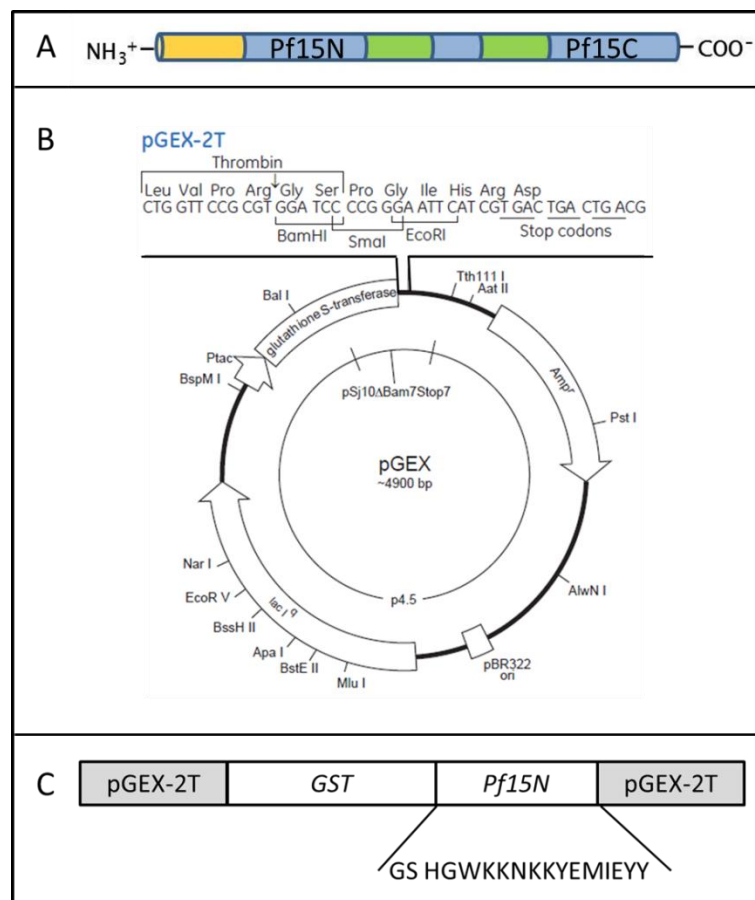 A
NH₃⁺
Pf15N
Pf15C
COO⁻
B
pGEX-2T
Thrombin
Leu Val Pro Arg Gly Ser Pro Gly Ile His Arg Asp
CTG GTT CCG CGT GGA TCC CCG GGA ATT CAT CGT GAC TGA CTGACG
BamHI
SmaI
EcoRI
Stop codons
Tth111 I
Aat II
Bal I
glutathione S-transferase
Ptac
BspM I
Ampʳ
pSj10ΔBam7Stop7
Pst I
pGEX
~4900 bp
Nar I
EcoR V
BssH II
Apa I
BstE II
Mlu I
lac Iq
p4.5
AlwN I
pBR322
ori
C
pGEX-2T
GST
Pf15N
pGEX-2T
GS HGWKKNKKYEMIEYY